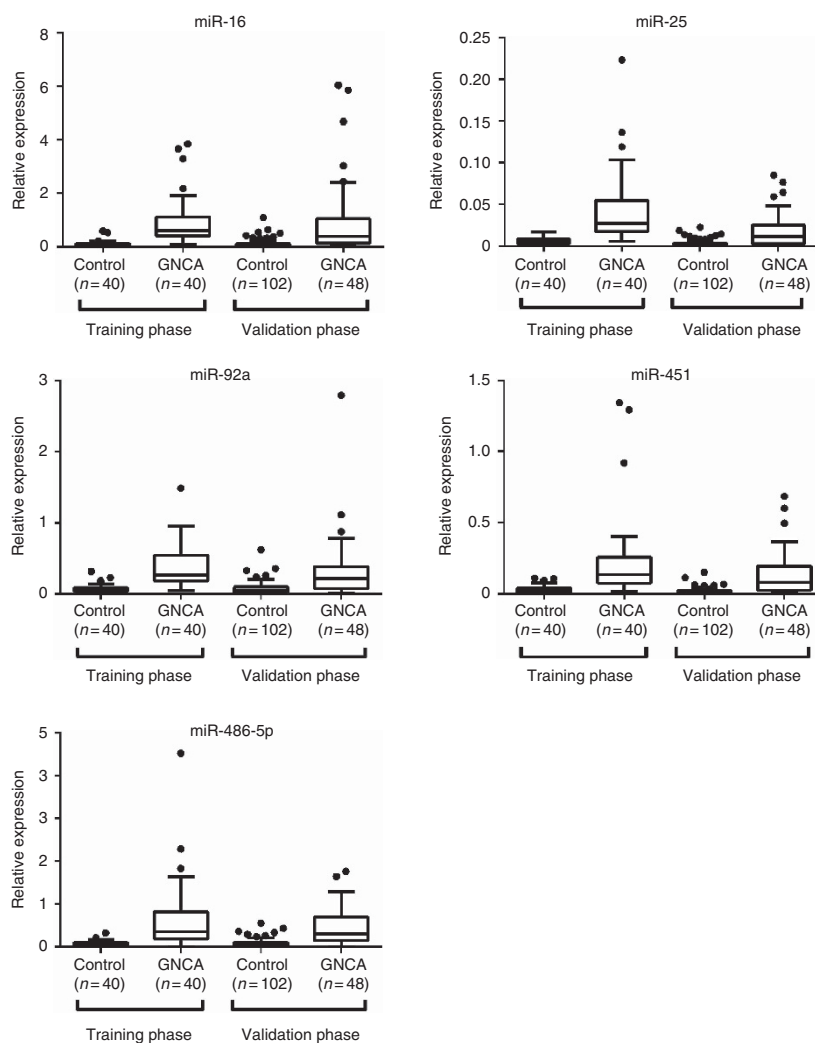 miR-16
Relative expression
8
6
4
2
0
Control GNCA Control GNCA
(n=40) (n=40) (n=102) (n=48)
Training phase Validation phase
miR-25
Relative expression
0.25
0.20
0.15
0.10
0.05
0
Control GNCA Control GNCA
(n=40) (n=40) (n=102) (n=48)
Training phase Validation phase
miR-92a
Relative expression
3
2
1
0
Control GNCA Control GNCA
(n=40) (n=40) (n=102) (n=48)
Training phase Validation phase
miR-451
Relative expression
1.5
1.0
0.5
0
Control GNCA Control GNCA
(n=40) (n=40) (n=102) (n=48)
Training phase Validation phase
miR-486-5p
Relative expression
5
3
3
2
1
0
Control GNCA Control GNCA
(n=40) (n=40) (n=102) (n=48)
Training phase Validation phase